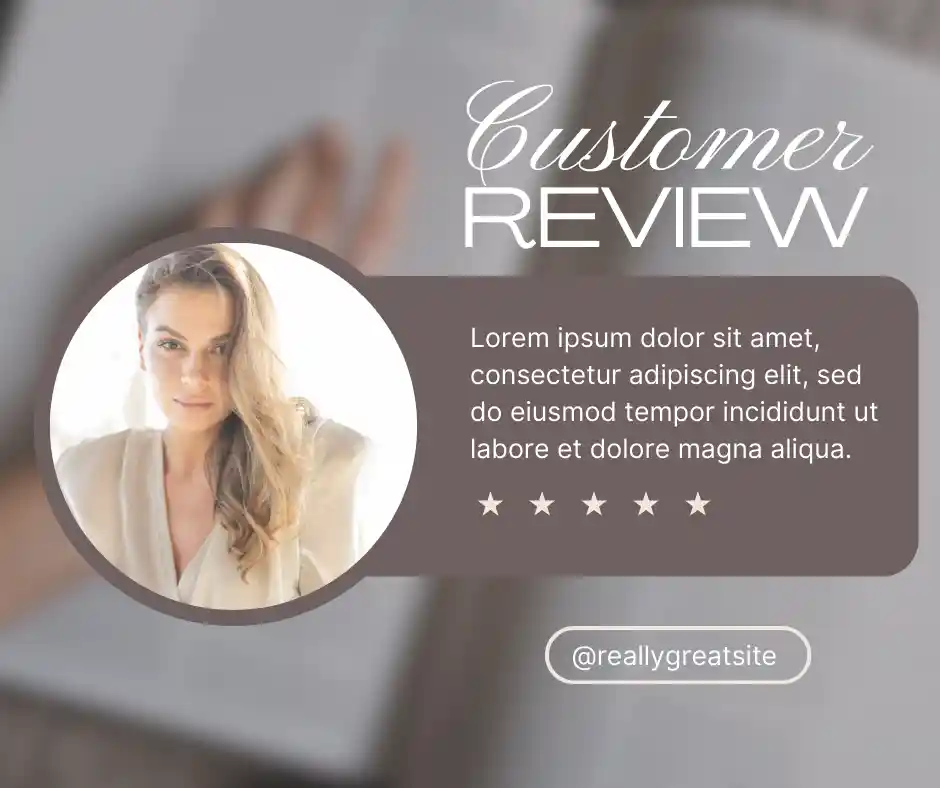 Customer
REVIEW
Lorem ipsum dolor sit amet,
consectetur adipiscing elit, sed
do eiusmod tempor incididunt ut
labore et dolore magna aliqua.
★ ★ ★ ★ ★
@reallygreatsite